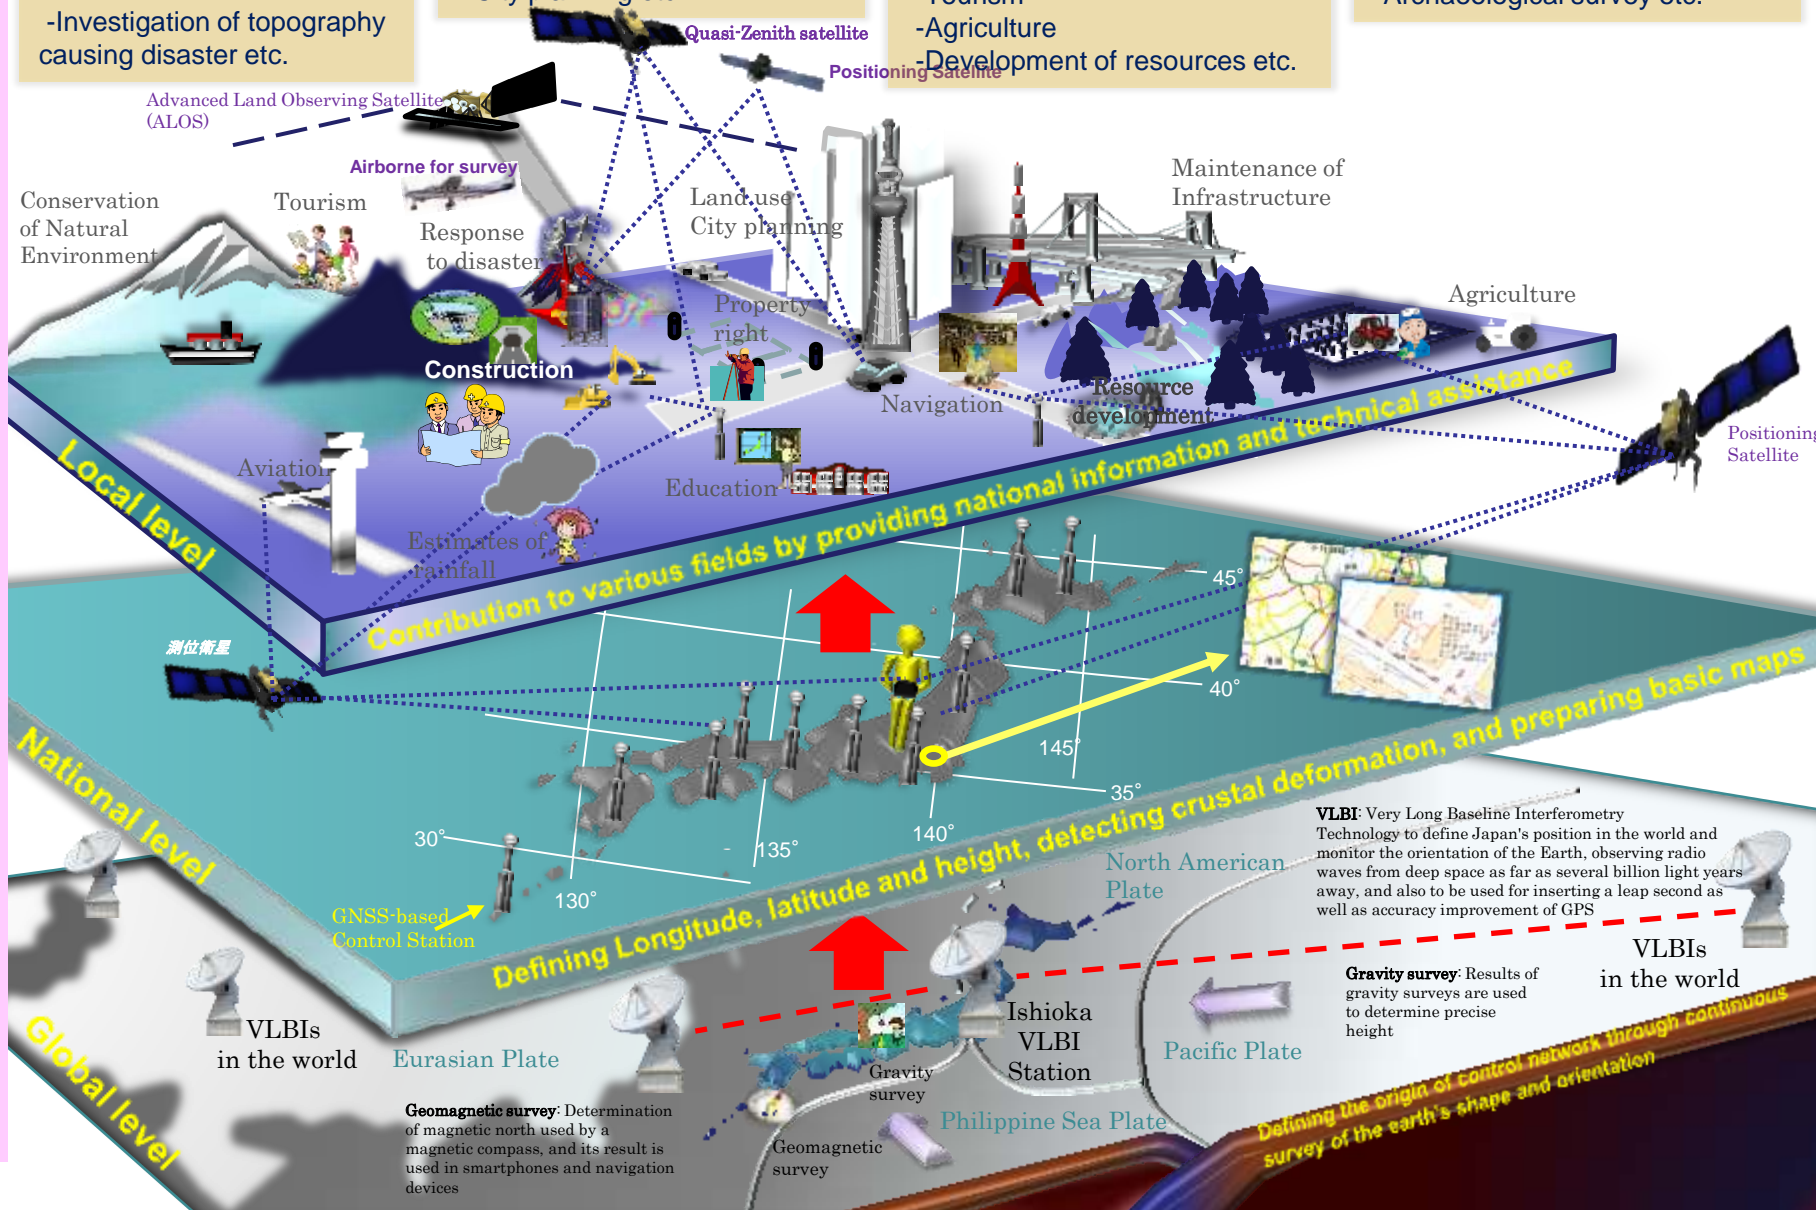 -Investigation of topography
causing disaster etc.
-Agriculture
-Development of resources etc.
Quasi-Zenith satellite
Positioning Satellite
Advanced Land Observing Satellite
(ALOS)
Airborne for survey
Conservation
of Natural
Environment
Tourism
Response
to disaster
Land use
City planning
Maintenance of
Infrastructure
Property
right
Agriculture
Construction
Navigation
Resource
development
Positioning
Satellite
Aviation
Education
Estimates of
rainfall
Local level
Contribution to various fields by providing national information and technical assistance
測位衛星
45°
40°
145°
35°
140°
135°
30°
130°
GNSS-based
Control Station
National level
Defining Longitude, latitude and height, detecting crustal deformation, and preparing basic maps
VLBI: Very Long Baseline Interferometry
Technology to define Japan's position in the world and
monitor the orientation of the Earth, observing radio
waves from deep space as far as several billion light years
away, and also to be used for inserting a leap second as
well as accuracy improvement of GPS
North American
Plate
VLBIs
in the world
Gravity survey: Results of
gravity surveys are used
to determine precise
height
Ishioka
VLBI
Station
Pacific Plate
VLBIs
in the world
Eurasian Plate
Gravity
survey
Philippine Sea Plate
Geomagnetic survey: Determination
of magnetic north used by a
magnetic compass, and its result is
used in smartphones and navigation
devices
Geomagnetic
survey
Global level
Defining the origin of control network through continuous
survey of the earth's shape and orientation